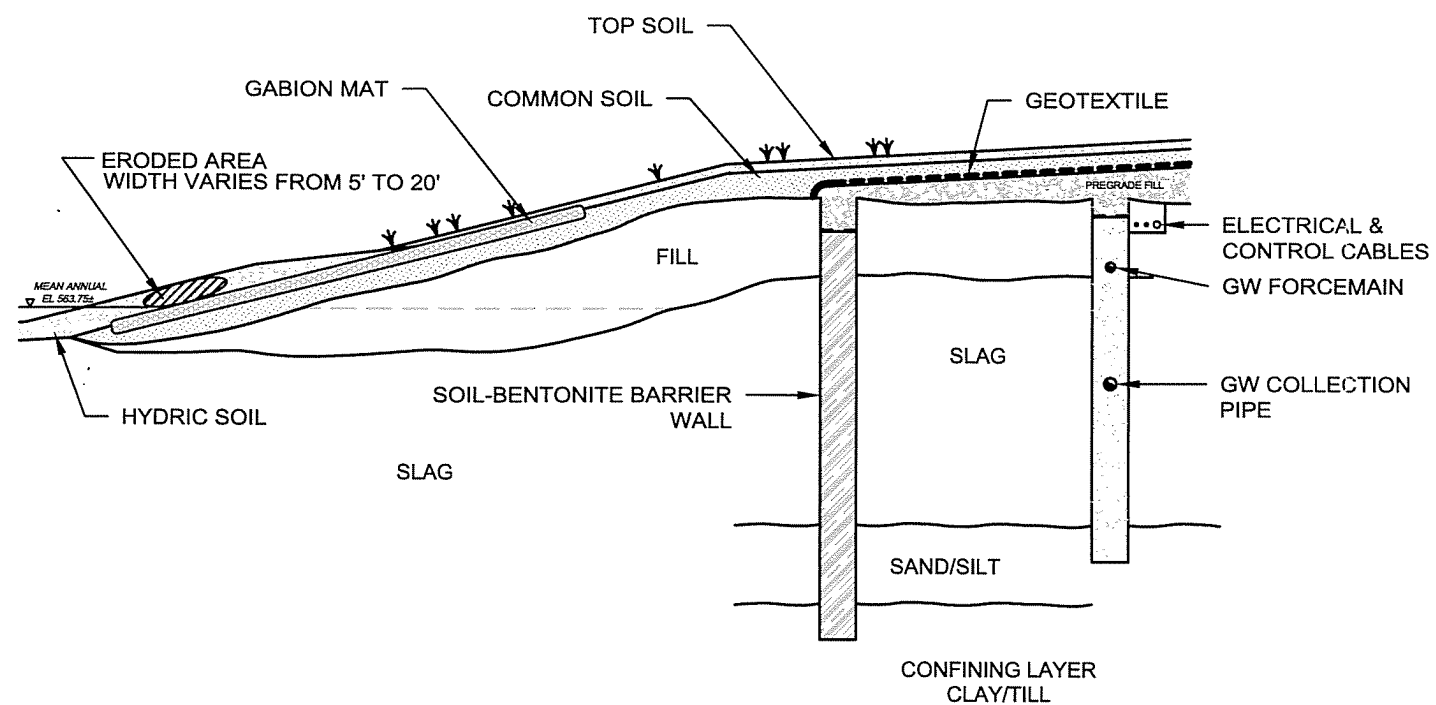 TOP SOIL
GABION MAT
COMMON SOIL
GEOTEXTILE
ERODED AREA
WIDTH VARIES FROM 5' TO 20'
PREGRADE FILL
MEAN ANNUAL
EL 563.75±
ELECTRICAL &
CONTROL CABLES
FILL
GW FORCEMAIN
SLAG
SOIL-BENTONITE BARRIER
WALL
GW COLLECTION
PIPE
HYDRIC SOIL
SLAG
SAND/SILT
CONFINING LAYER
CLAY/TILL